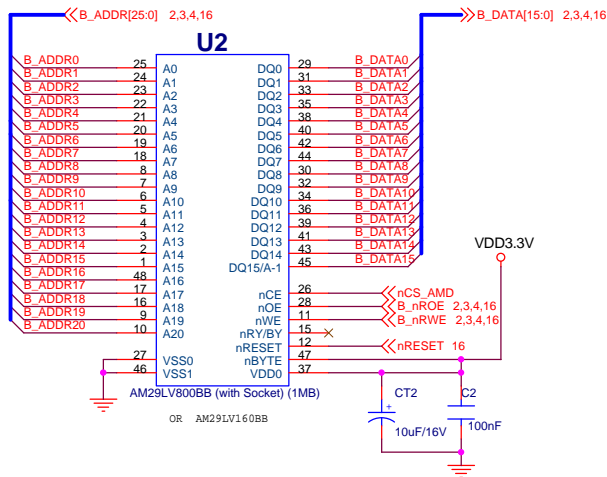 B_ADDR[25:0] 2,3,4,16
B_DATA[15:0] 2,3,4,16
U2
B_ADDR0 25 A0 DQ0 29 B_DATA0
B_ADDR1 24 A1 DQ1 31 B_DATA1
B_ADDR2 23 A2 DQ2 33 B_DATA2
B_ADDR3 22 A3 DQ3 35 B_DATA3
B_ADDR4 21 A4 DQ4 38 B_DATA4
B_ADDR5 20 A5 DQ5 40 B_DATA5
B_ADDR6 19 A6 DQ6 42 B_DATA6
B_ADDR7 18 A7 DQ7 44 B_DATA7
B_ADDR8 8 A8 DQ8 30 B_DATA8
B_ADDR9 7 A9 DQ9 32 B_DATA9
B_ADDR10 6 A10 DQ10 34 B_DATA10
B_ADDR11 5 A11 DQ11 36 B_DATA11
B_ADDR12 4 A12 DQ12 39 B_DATA12
B_ADDR13 3 A13 DQ13 41 B_DATA13
B_ADDR14 2 A14 DQ14 43 B_DATA14
B_ADDR15 1 A15 DQ15/A-1 45 B_DATA15
B_ADDR16 48 A16
B_ADDR17 17 A17 nCE 26 nCS_AMD
B_ADDR18 16 A18 nOE 28 B_nROE 2,3,4,16
B_ADDR19 9 A19 nWE 11 B_nRWE 2,3,4,16
B_ADDR20 10 A20 nRY/BY 15
nRESET 12 nRESET 16
27 VSS0 nBYTE 47
46 VSS1 VDD0 37
VDD3.3V
AM29LV800BB (with Socket) (1MB)
OR AM29LV160BB
CT2
+
10uF/16V
C2
100nF